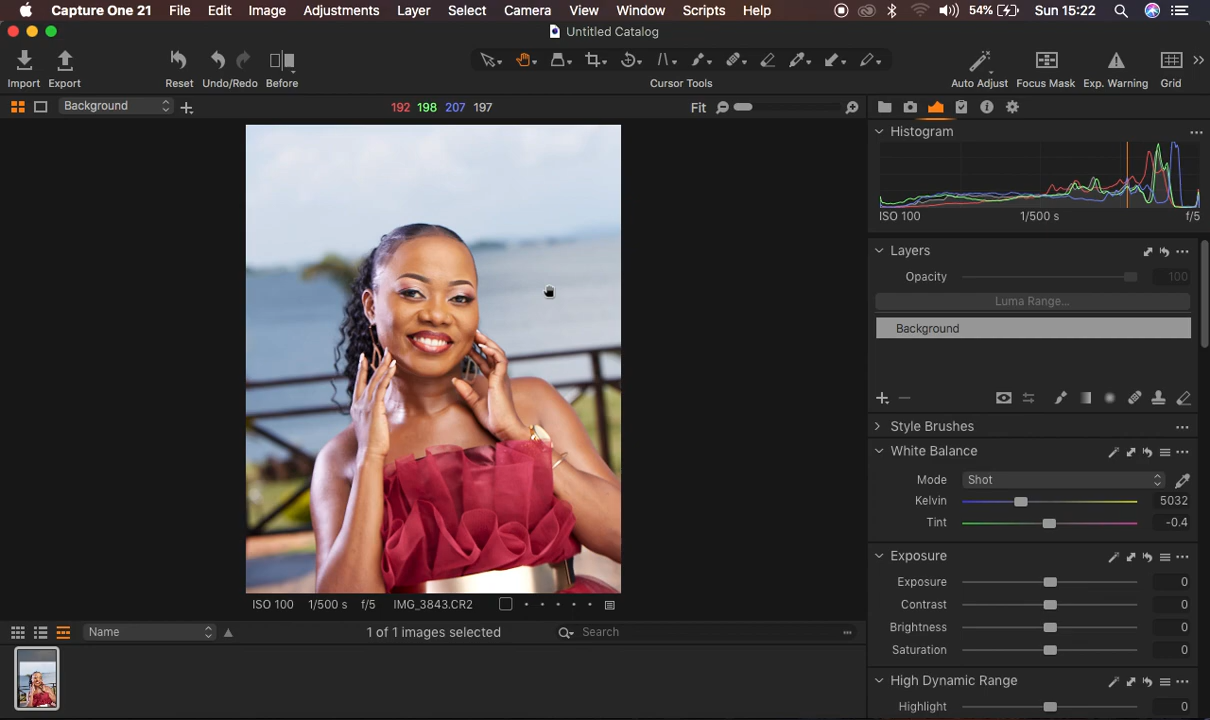 Capture One 21 File Edit Image Adjustments Layer Select Camera View Window Scripts Help 54% Sun 15:22
Untitled Catalog
Import Export Reset Undo/Redo Before Cursor Tools Auto Adjust Focus Mask Exp. Warning Grid
Background 192 198 207 197 Fit
Histogram
ISO 100 1/500 s f/5
Layers
Opacity 100
Luma Range...
Background
Style Brushes
White Balance
Mode Shot
Kelvin 5032
Tint -0.4
Exposure
Exposure 0
Contrast 0
Brightness 0
Saturation 0
High Dynamic Range
Highlight 0
ISO 100 1/500 s f/5 IMG_3843.CR2
Name 1 of 1 images selected Search